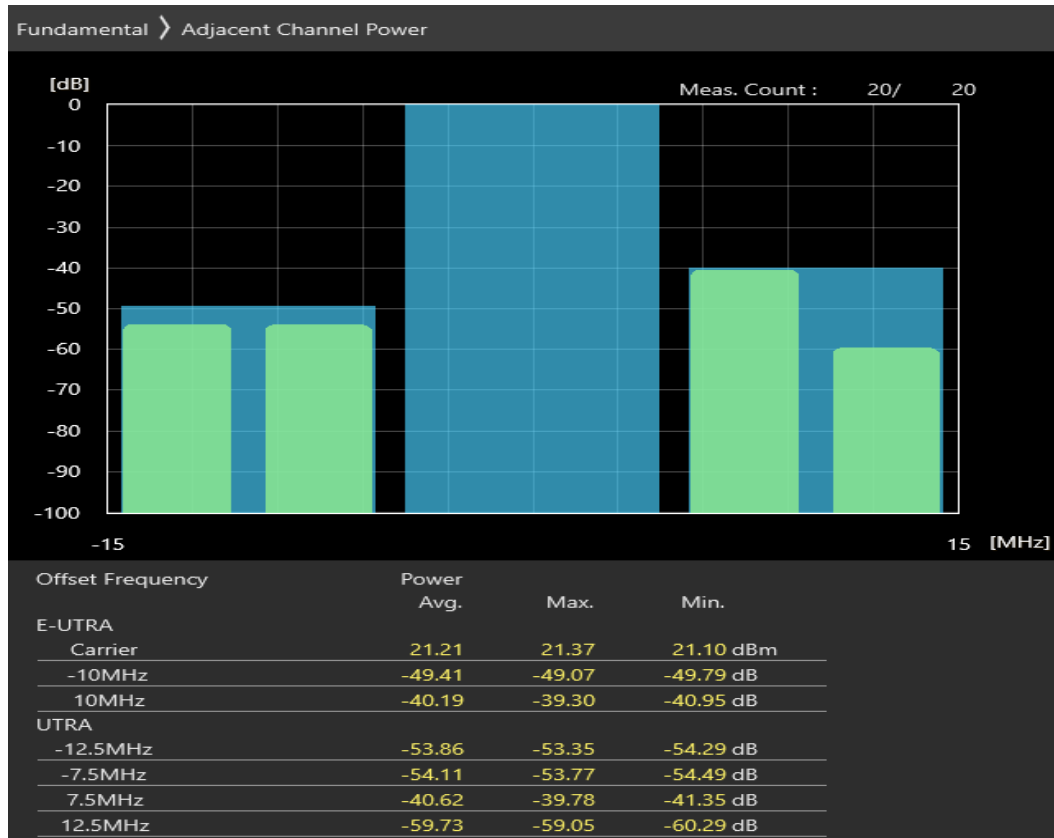 Fundamental 〉 Adjacent Channel Power
[dB]
Meas. Count : 20/ 20
0
-10
-20
-30
-40
-50
-60
-70
-80
-90
-100
-15 15 [MHz]
Offset Frequency Power
Avg. Max. Min.
E-UTRA
Carrier 21.21 21.37 21.10 dBm
-10MHz -49.41 -49.07 -49.79 dB
10MHz -40.19 -39.30 -40.95 dB
UTRA
-12.5MHz -53.86 -53.35 -54.29 dB
-7.5MHz -54.11 -53.77 -54.49 dB
7.5MHz -40.62 -39.78 -41.35 dB
12.5MHz -59.73 -59.05 -60.29 dB